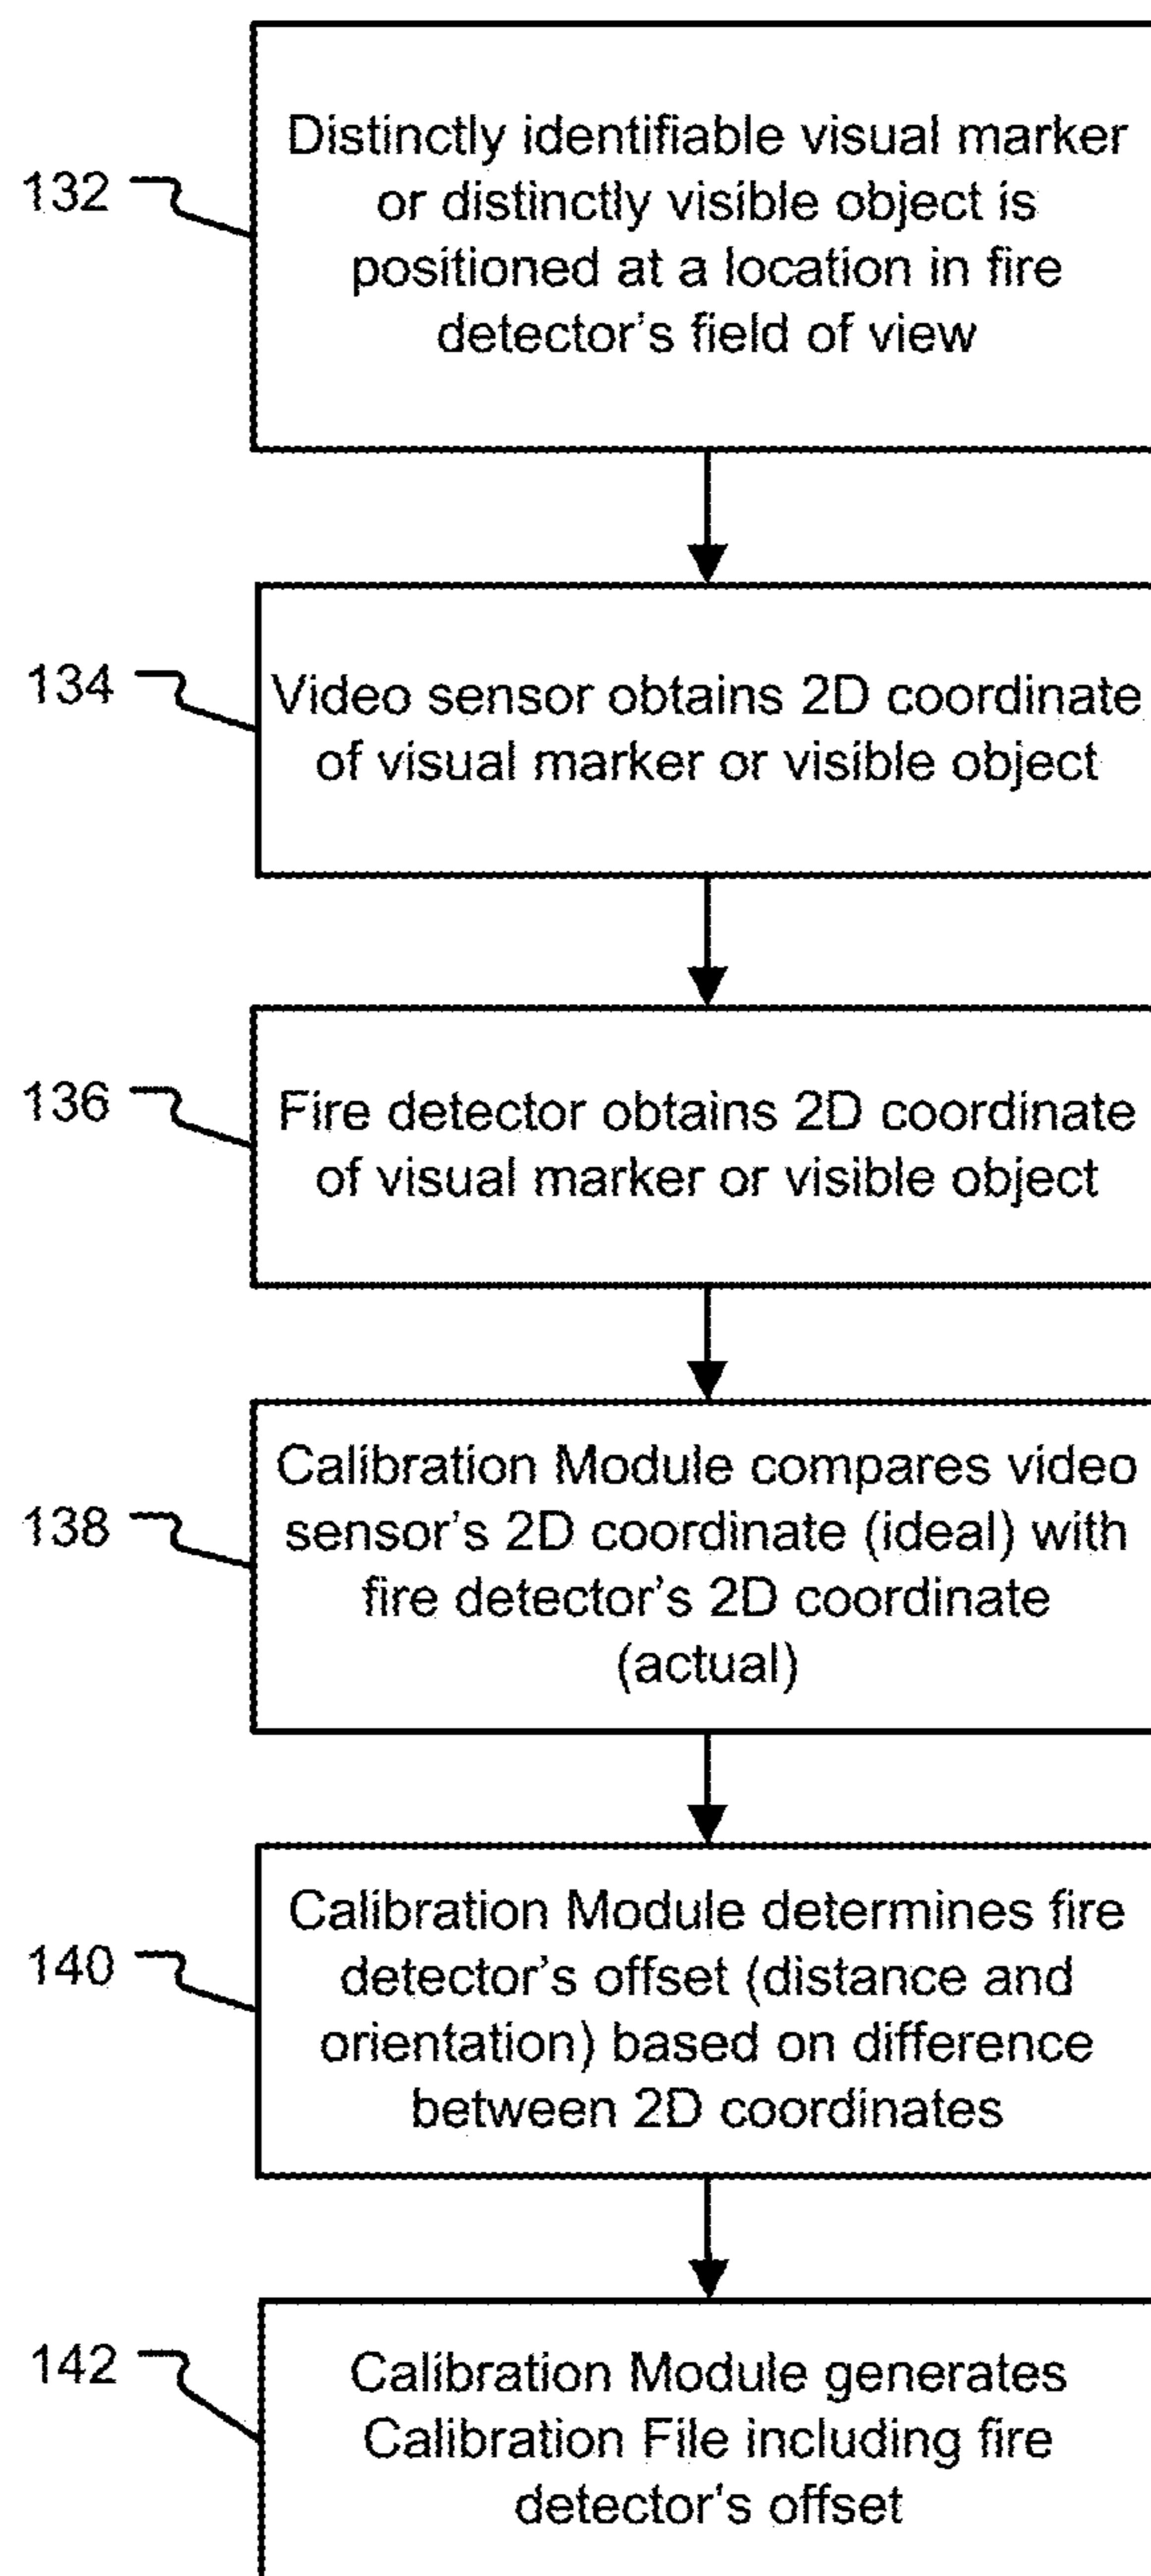 132
Distinctly identifiable visual marker
or distinctly visible object is
positioned at a location in fire
detector's field of view
134
Video sensor obtains 2D coordinate
of visual marker or visible object
136
Fire detector obtains 2D coordinate
of visual marker or visible object
138
Calibration Module compares video
sensor's 2D coordinate (ideal) with
fire detector's 2D coordinate
(actual)
140
Calibration Module determines fire
detector's offset (distance and
orientation) based on difference
between 2D coordinates
142
Calibration Module generates
Calibration File including fire
detector's offset